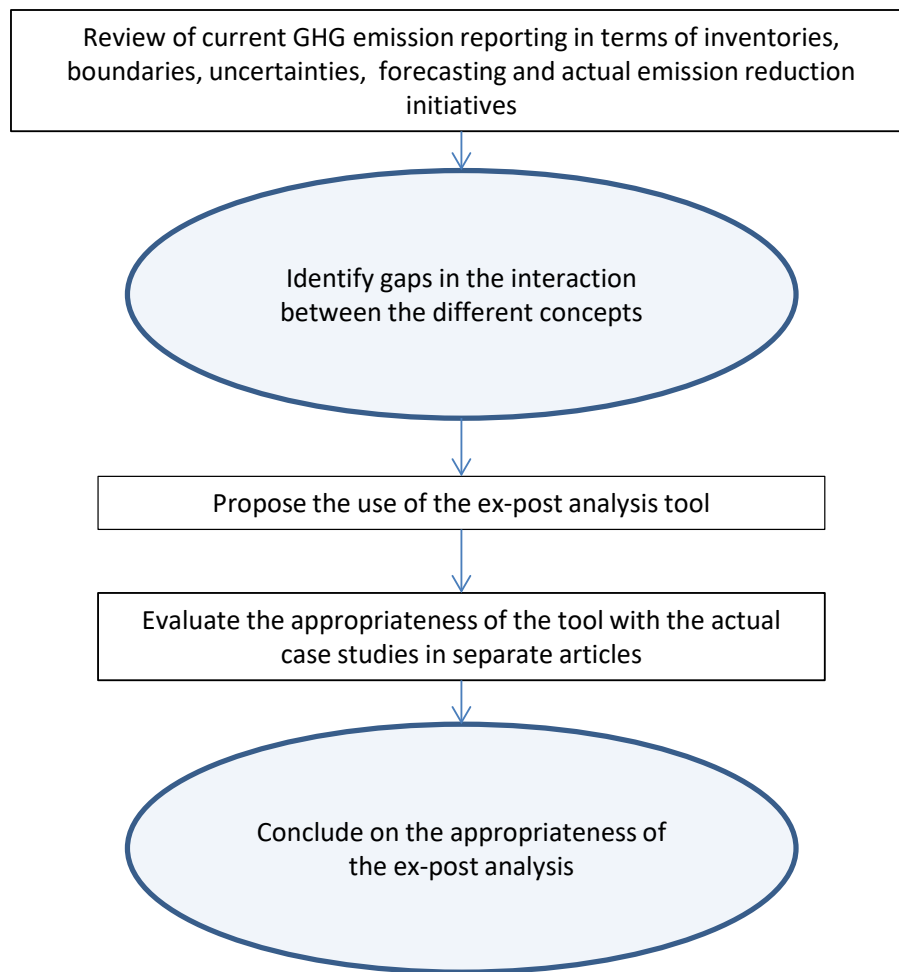 Review of current GHG emission reporting in terms of inventories,
boundaries, uncertainties,  forecasting and actual emission reduction
initiatives
Identify gaps in the interaction
between the different concepts
Propose the use of the ex-post analysis tool
Evaluate the appropriateness of the tool with the actual
case studies in separate articles
Conclude on the appropriateness of
the ex-post analysis